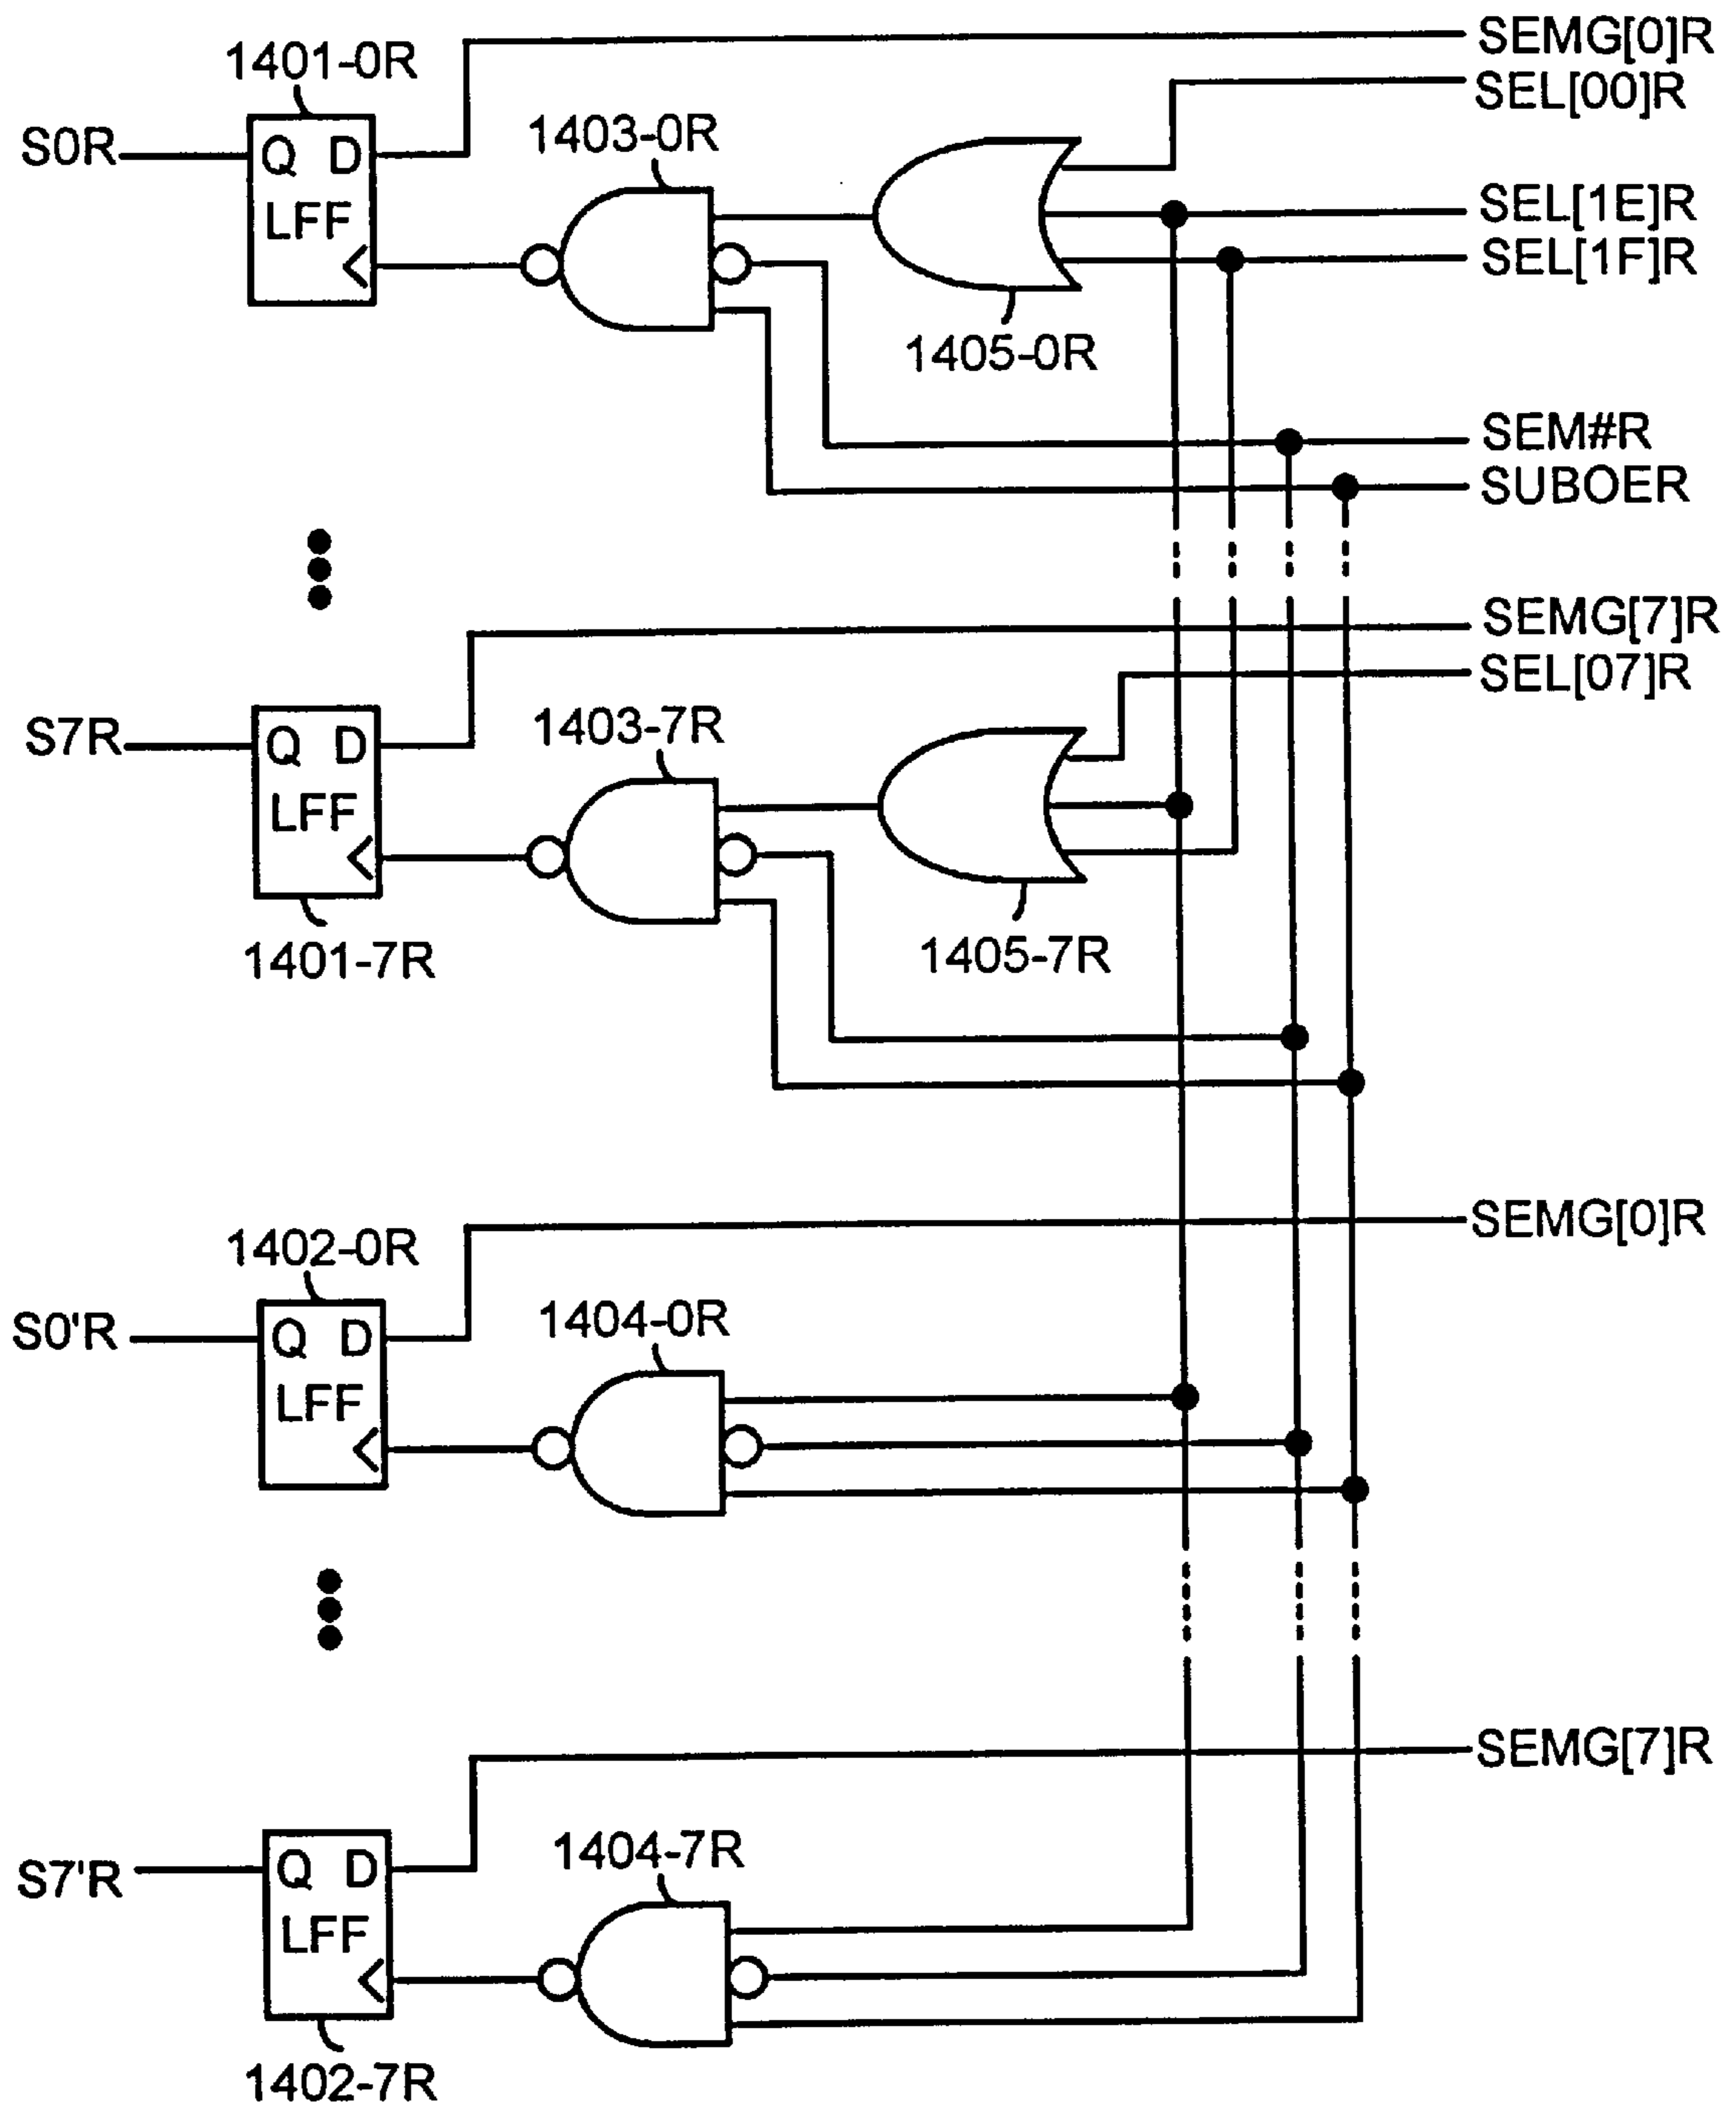 SEMG[0]R
1401-0R
SEL[00]R
1403-0R
S0R
Q D
LFF
SEL[1E]R
SEL[1F]R
1405-0R
SEM#R
SUBOER
SEMG[7]R
SEL[07]R
1403-7R
S7R
Q D
LFF
1401-7R
1405-7R
SEMG[0]R
1402-0R
S0'R
Q D
LFF
1404-0R
SEMG[7]R
1404-7R
S7'R
Q D
LFF
1402-7R